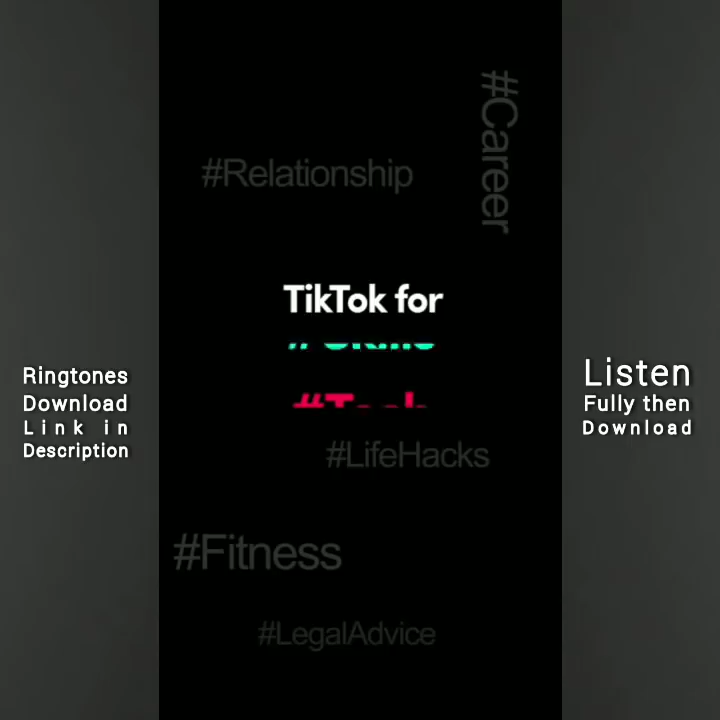 #Career
#Relationship
TikTok for
Ringtones
Download
Link in
Description
Listen
Fully then
Download
#LifeHacks
#Fitness
#LegalAdvice